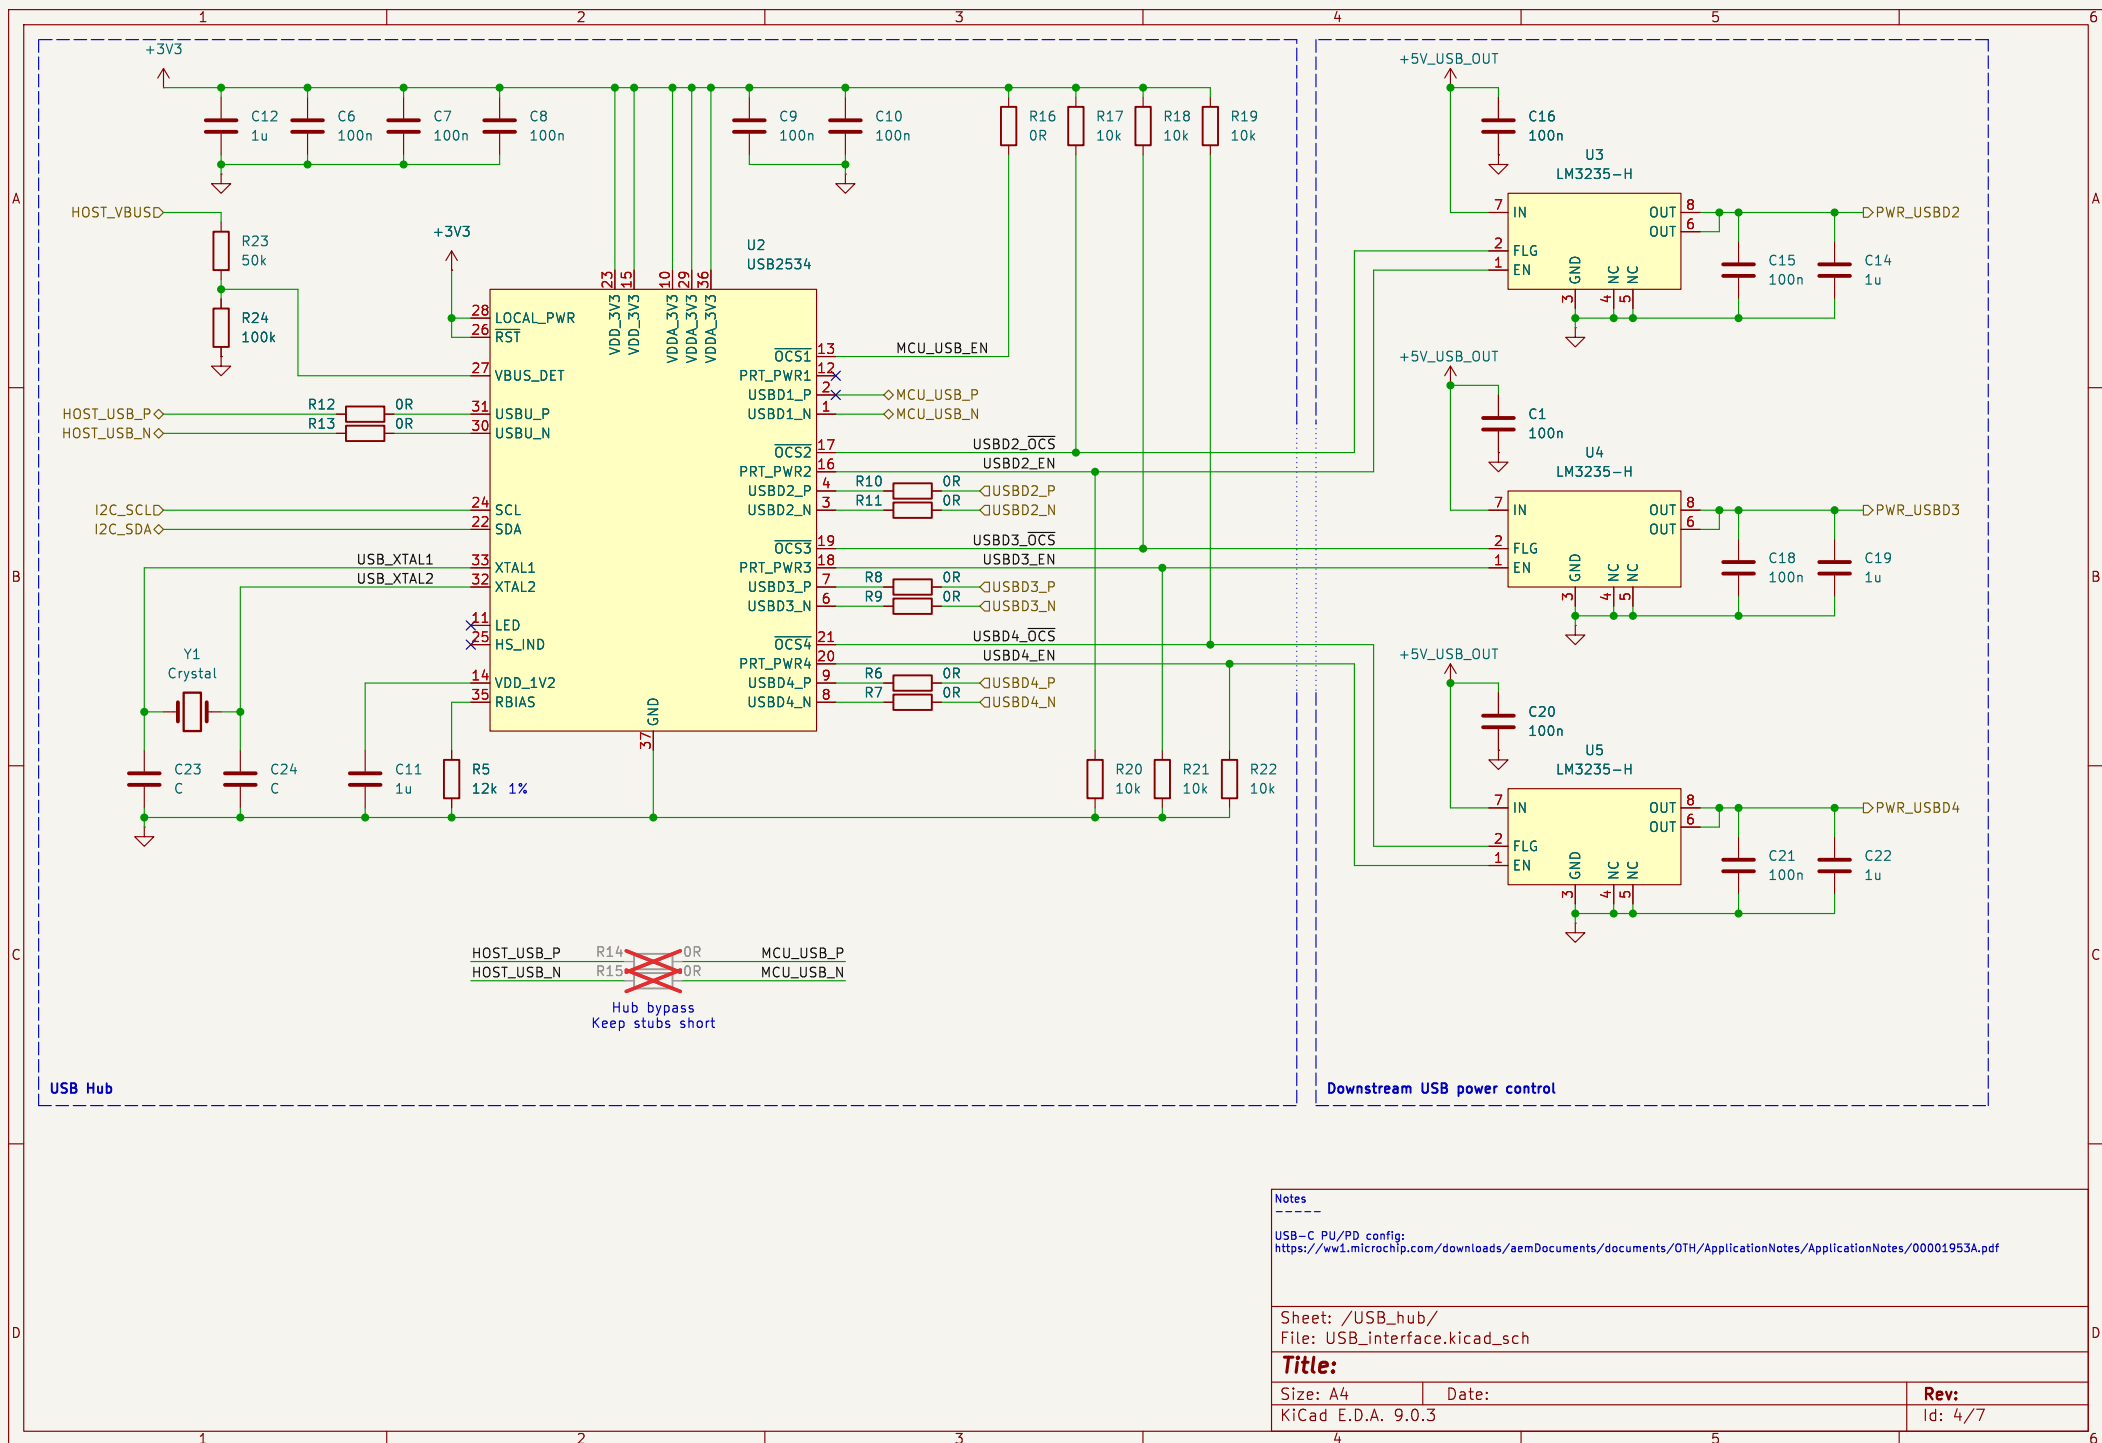 1 2 3 4 5 6
+3V3
+5V_USB_OUT
C12 1u
C6 100n
C7 100n
C8 100n
C9 100n
C10 100n
R16 0R
R17 10k
R18 10k
R19 10k
C16 100n
U3
LM3235-H
A
HOST_VBUS
R23
50k
+3V3
U2
USB2534
R24
100k
23 15 10 29 36
VDD_3V3 VDD_3V3 VDDA_3V3 VDDA_3V3 VDDA_3V3
28 LOCAL_PWR
26 RST
27 VBUS_DET
31 USBU_P
30 USBU_N
24 SCL
22 SDA
33 XTAL1
32 XTAL2
11 LED
25 HS_IND
14 VDD_1V2
35 RBIAS
GND 37
OCS1 13 MCU_USB_EN
PRT_PWR1 12
USBD1_P 2 MCU_USB_P
USBD1_N 1 MCU_USB_N
OCS2 17 USBD2_OCS
PRT_PWR2 16 USBD2_EN
USBD2_P 4 R10 0R USBD2_P
USBD2_N 3 R11 0R USBD2_N
OCS3 19 USBD3_OCS
PRT_PWR3 18 USBD3_EN
USBD3_P 7 R8 0R USBD3_P
USBD3_N 6 R9 0R USBD3_N
OCS4 21 USBD4_OCS
PRT_PWR4 20 USBD4_EN
USBD4_P 9 R6 0R USBD4_P
USBD4_N 8 R7 0R USBD4_N
HOST_USB_P R12 0R
HOST_USB_N R13 0R
I2C_SCL
I2C_SDA
USB_XTAL1
USB_XTAL2
B
Y1
Crystal
C23 C
C24 C
C11 1u
R5
12k 1%
R20 10k
R21 10k
R22 10k
7 IN OUT 8 PWR_USBD2
OUT 6
2 FLG
1 EN
GND NC NC
3 4 5
C15 100n
C14 1u
+5V_USB_OUT
C1 100n
U4
LM3235-H
7 IN OUT 8 PWR_USBD3
OUT 6
2 FLG
1 EN
GND NC NC
3 4 5
C18 100n
C19 1u
+5V_USB_OUT
C20 100n
U5
LM3235-H
7 IN OUT 8 PWR_USBD4
OUT 6
2 FLG
1 EN
GND NC NC
3 4 5
C21 100n
C22 1u
C
HOST_USB_P R14 0R MCU_USB_P
HOST_USB_N R15 0R MCU_USB_N
Hub bypass
Keep stubs short
USB Hub
Downstream USB power control
A
B
C
D
D
Notes
-----
USB-C PU/PD config:
https://ww1.microchip.com/downloads/aemDocuments/documents/OTH/ApplicationNotes/ApplicationNotes/00001953A.pdf
Sheet: /USB_hub/
File: USB_interface.kicad_sch
Title:
Size: A4 Date: Rev:
KiCad E.D.A. 9.0.3 Id: 4/7
1 2 3 4 5 6